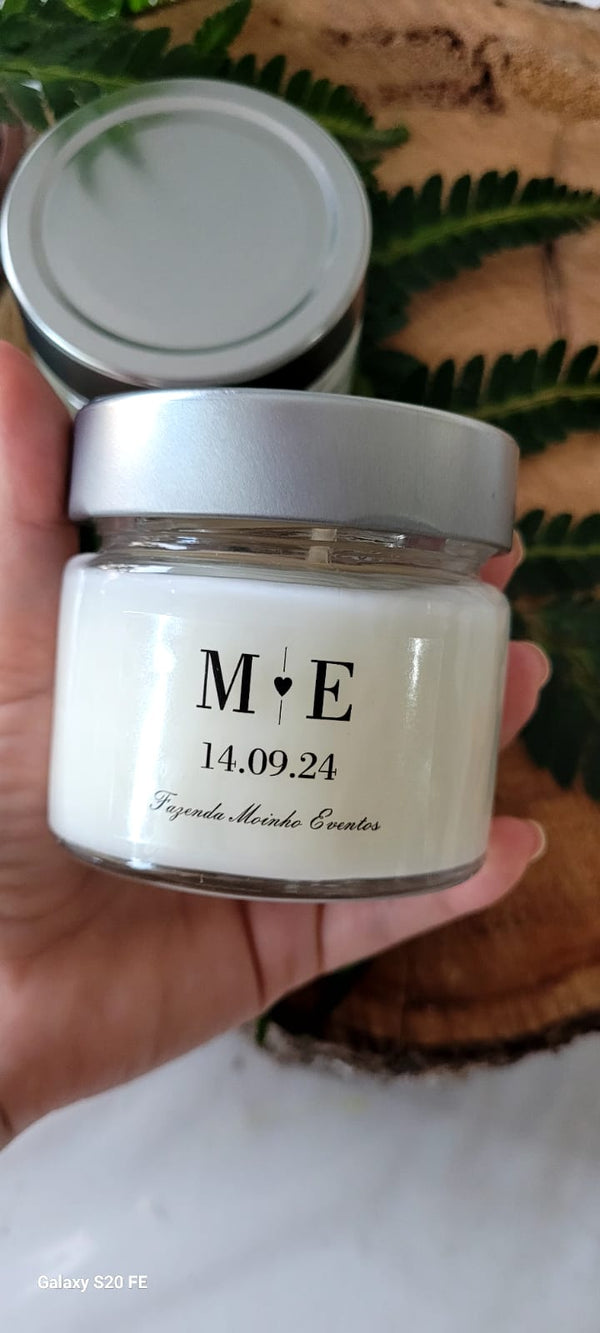 M ♥ E
14.09.24
Fazenda Moinho Eventos
Galaxy S20 FE